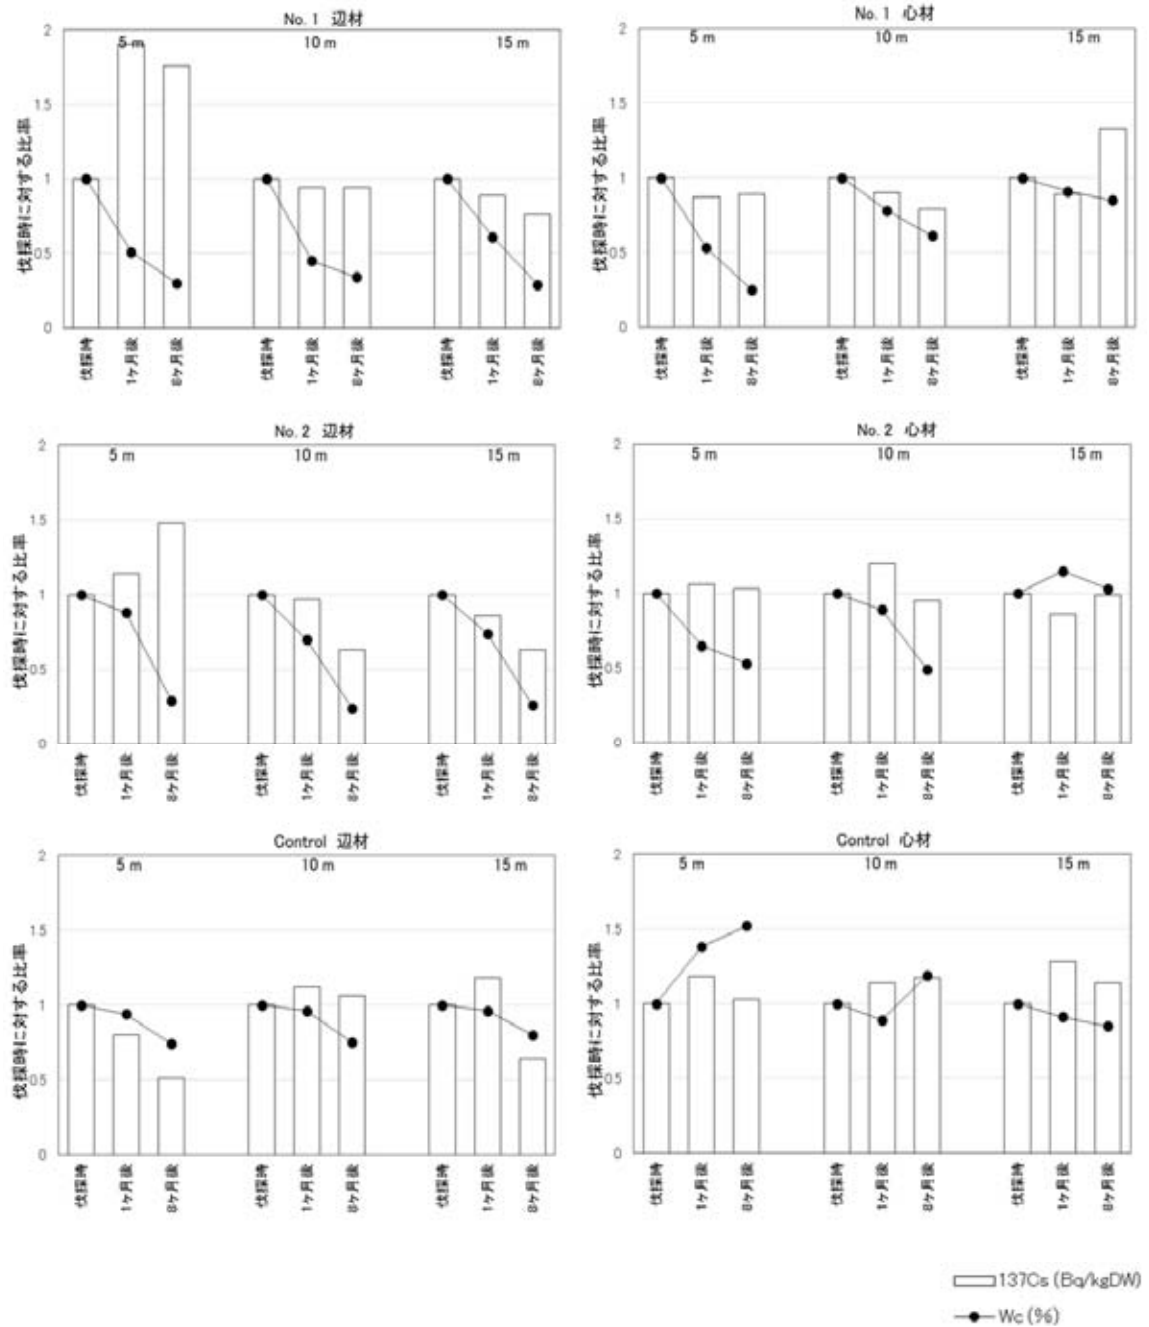 No. 1 辺材
5 m 10 m 15 m
伐採時に対する比率
2
1.5
1
0.5
0
伐採時 1ヶ月後 8ヶ月後 伐採時 1ヶ月後 8ヶ月後 伐採時 1ヶ月後 8ヶ月後
No. 1 心材
5 m 10 m 15 m
伐採時に対する比率
2
1.5
1
0.5
0
伐採時 1ヶ月後 8ヶ月後 伐採時 1ヶ月後 8ヶ月後 伐採時 1ヶ月後 8ヶ月後
No. 2 辺材
5 m 10 m 15 m
伐採時に対する比率
2
1.5
1
0.5
0
伐採時 1ヶ月後 8ヶ月後 伐採時 1ヶ月後 8ヶ月後 伐採時 1ヶ月後 8ヶ月後
No. 2 心材
5 m 10 m 15 m
伐採時に対する比率
2
1.5
1
0.5
0
伐採時 1ヶ月後 8ヶ月後 伐採時 1ヶ月後 8ヶ月後 伐採時 1ヶ月後 8ヶ月後
Control 辺材
5 m 10 m 15 m
伐採時に対する比率
2
1.5
1
0.5
0
伐採時 1ヶ月後 8ヶ月後 伐採時 1ヶ月後 8ヶ月後 伐採時 1ヶ月後 8ヶ月後
Control 心材
5 m 10 m 15 m
伐採時に対する比率
2
1.5
1
0.5
0
伐採時 1ヶ月後 8ヶ月後 伐採時 1ヶ月後 8ヶ月後 伐採時 1ヶ月後 8ヶ月後
137Cs (Bq/kgDW)
Wc (%)